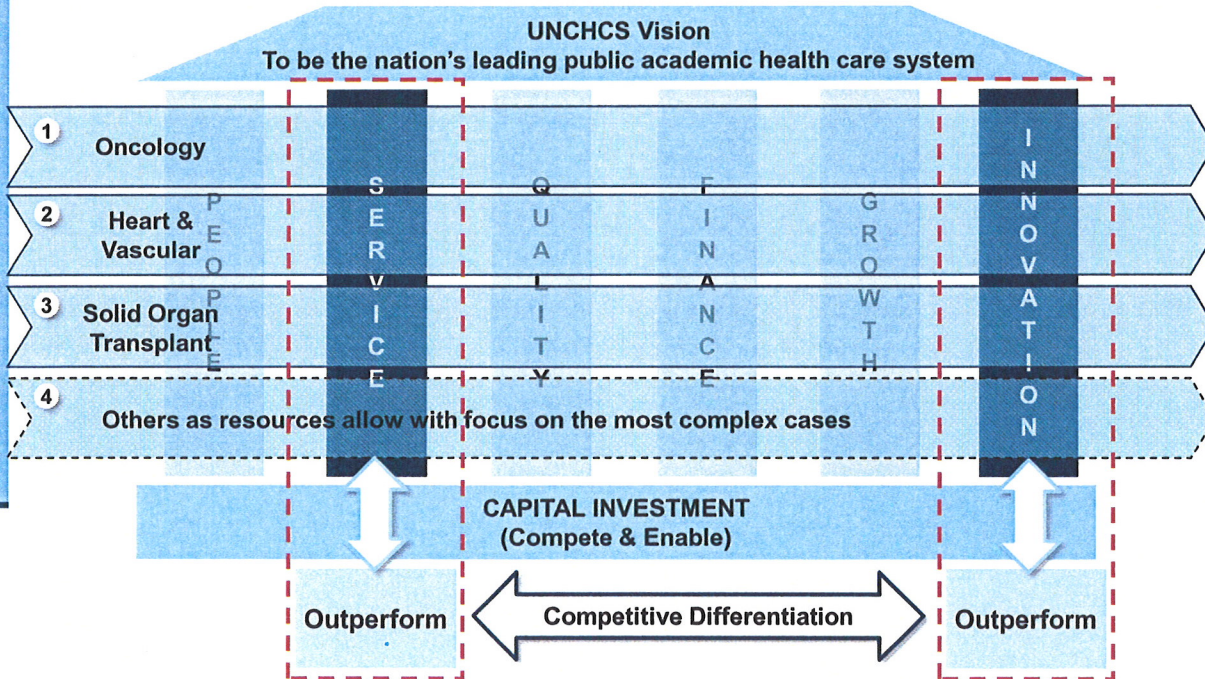 UNCHCS Vision
To be the nation's leading public academic health care system
1
Oncology
2
Heart &
Vascular
3
Solid Organ
Transplant
4
Others as resources allow with focus on the most complex cases
PEOPLE
SERVICE
QUALITY
FINANCE
GROWTH
INNOVATION
CAPITAL INVESTMENT
(Compete & Enable)
Outperform
Competitive Differentiation
Outperform